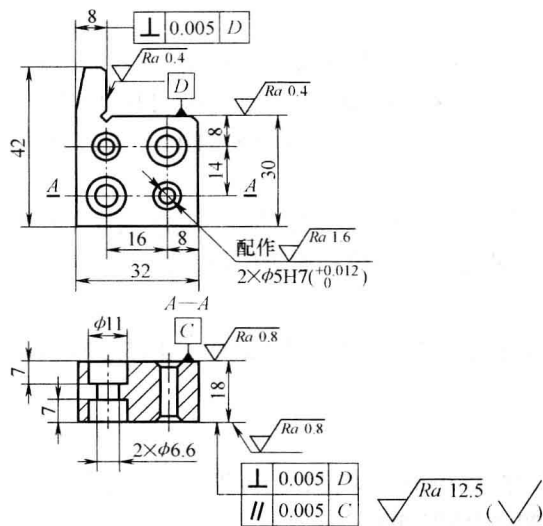 8
⊥ 0.005 D
Ra 0.4
D
Ra 0.4
42
8
14
30
A
A
16
8
32
配作 Ra 1.6
2×ϕ5H7(+0.012 0)
A—A
ϕ11
C
Ra 0.8
7
7
18
2×ϕ6.6
Ra 0.8
⊥ 0.005 D
// 0.005 C
Ra 12.5 (√)